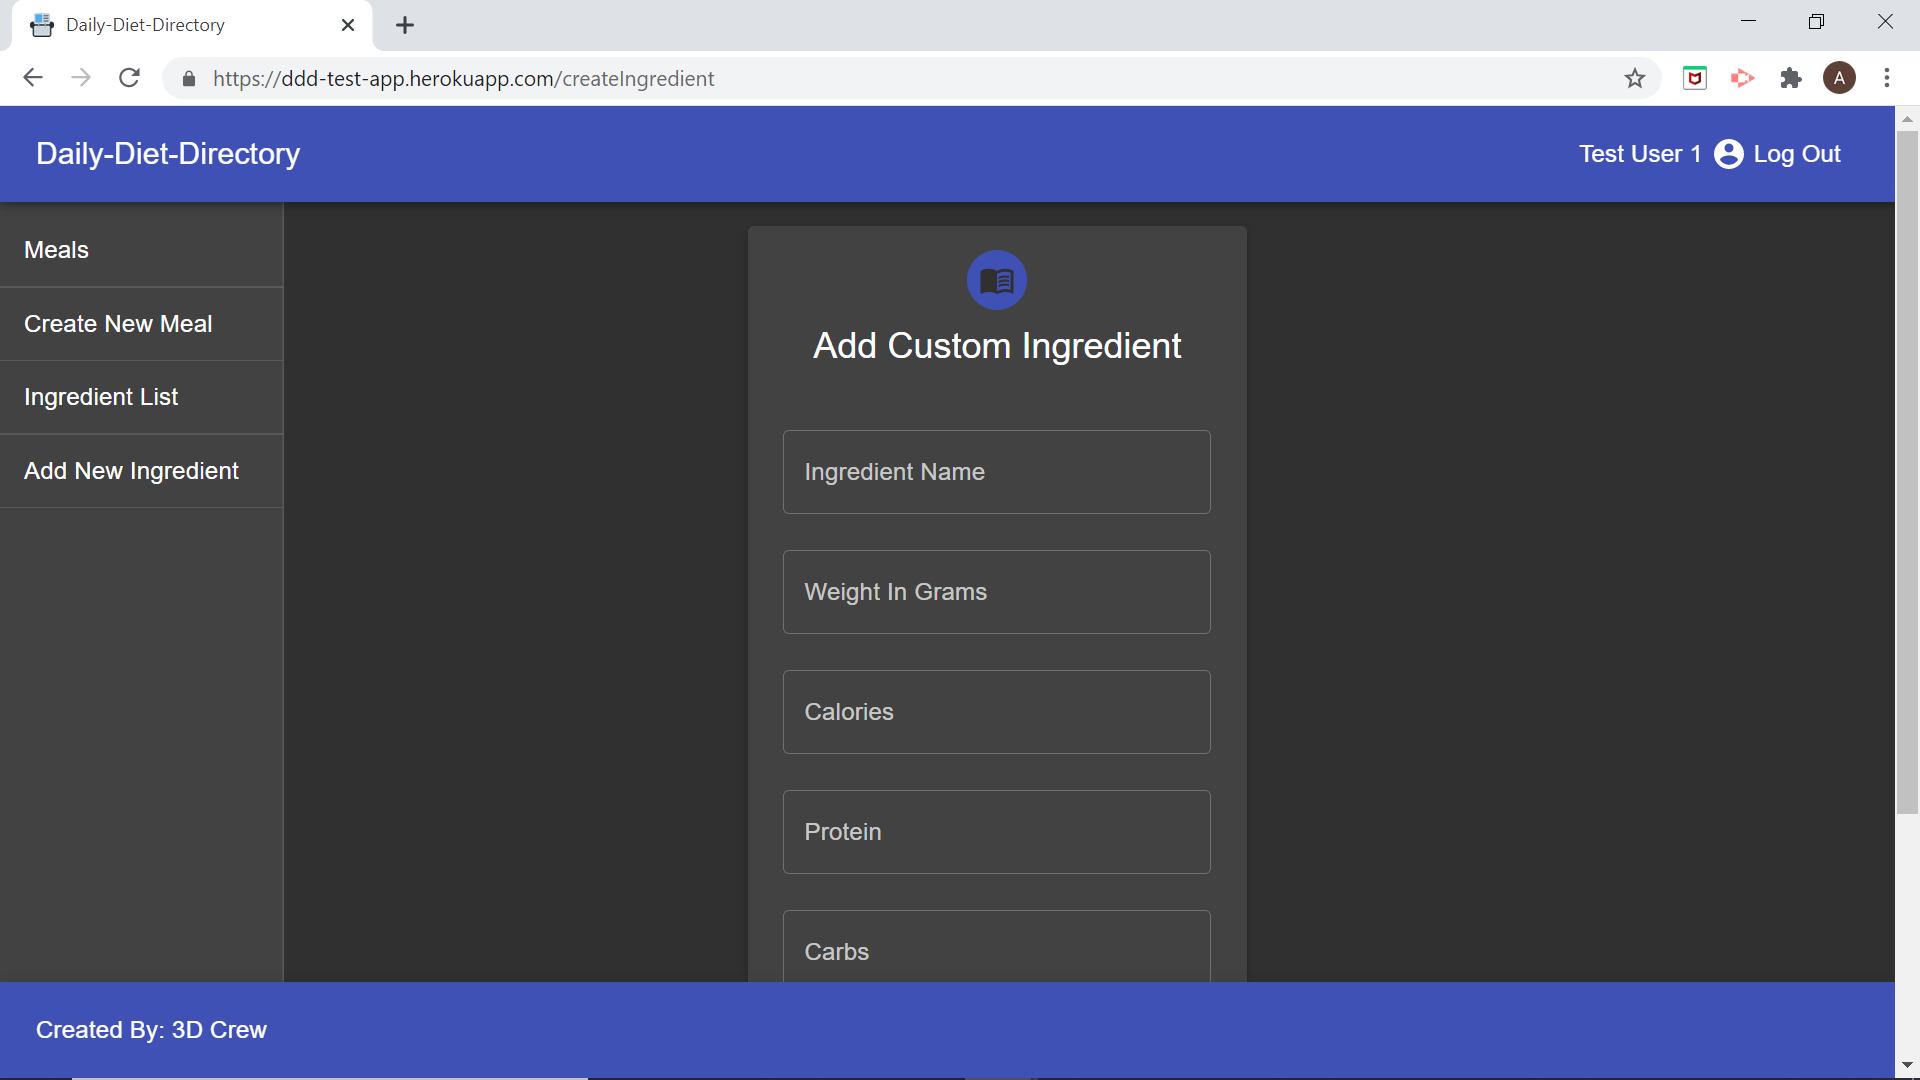 Daily-Diet-Directory
https://ddd-test-app.herokuapp.com/createIngredient
A
Daily-Diet-Directory
Test User 1 Log Out
Meals
Create New Meal
Ingredient List
Add New Ingredient
Add Custom Ingredient
Ingredient Name
Weight In Grams
Calories
Protein
Carbs
Created By: 3D Crew